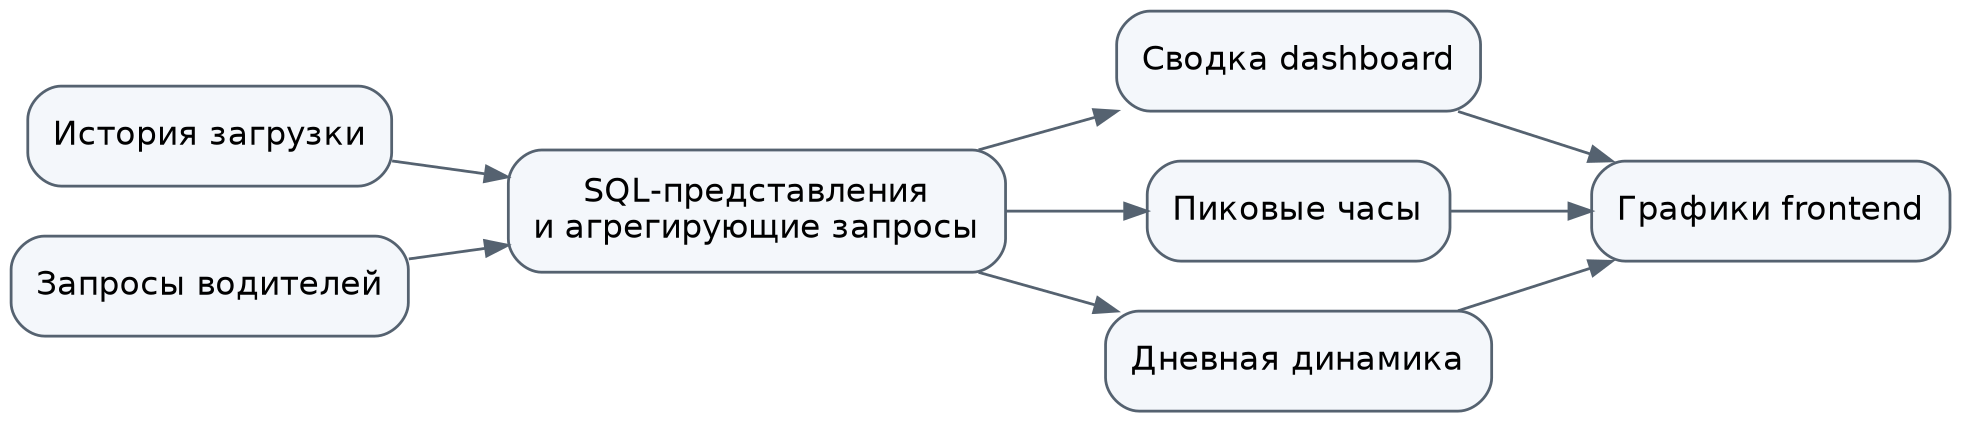 История загрузки
Запросы водителей
SQL-представления
и агрегирующие запросы
Сводка dashboard
Пиковые часы
Дневная динамика
Графики frontend